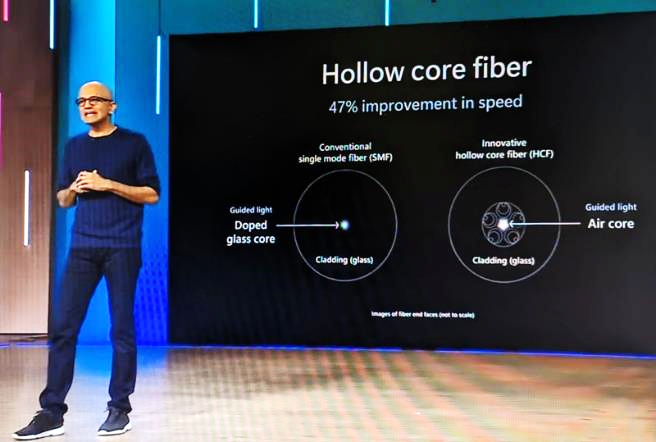 Hollow core fiber
47% improvement in speed
Conventional
single mode fiber (SMF)
Guided light
Doped
glass core
Cladding (glass)
Innovative
hollow core fiber (HCF)
Guided light
Air core
Cladding (glass)
Images of fiber end faces (not to scale)